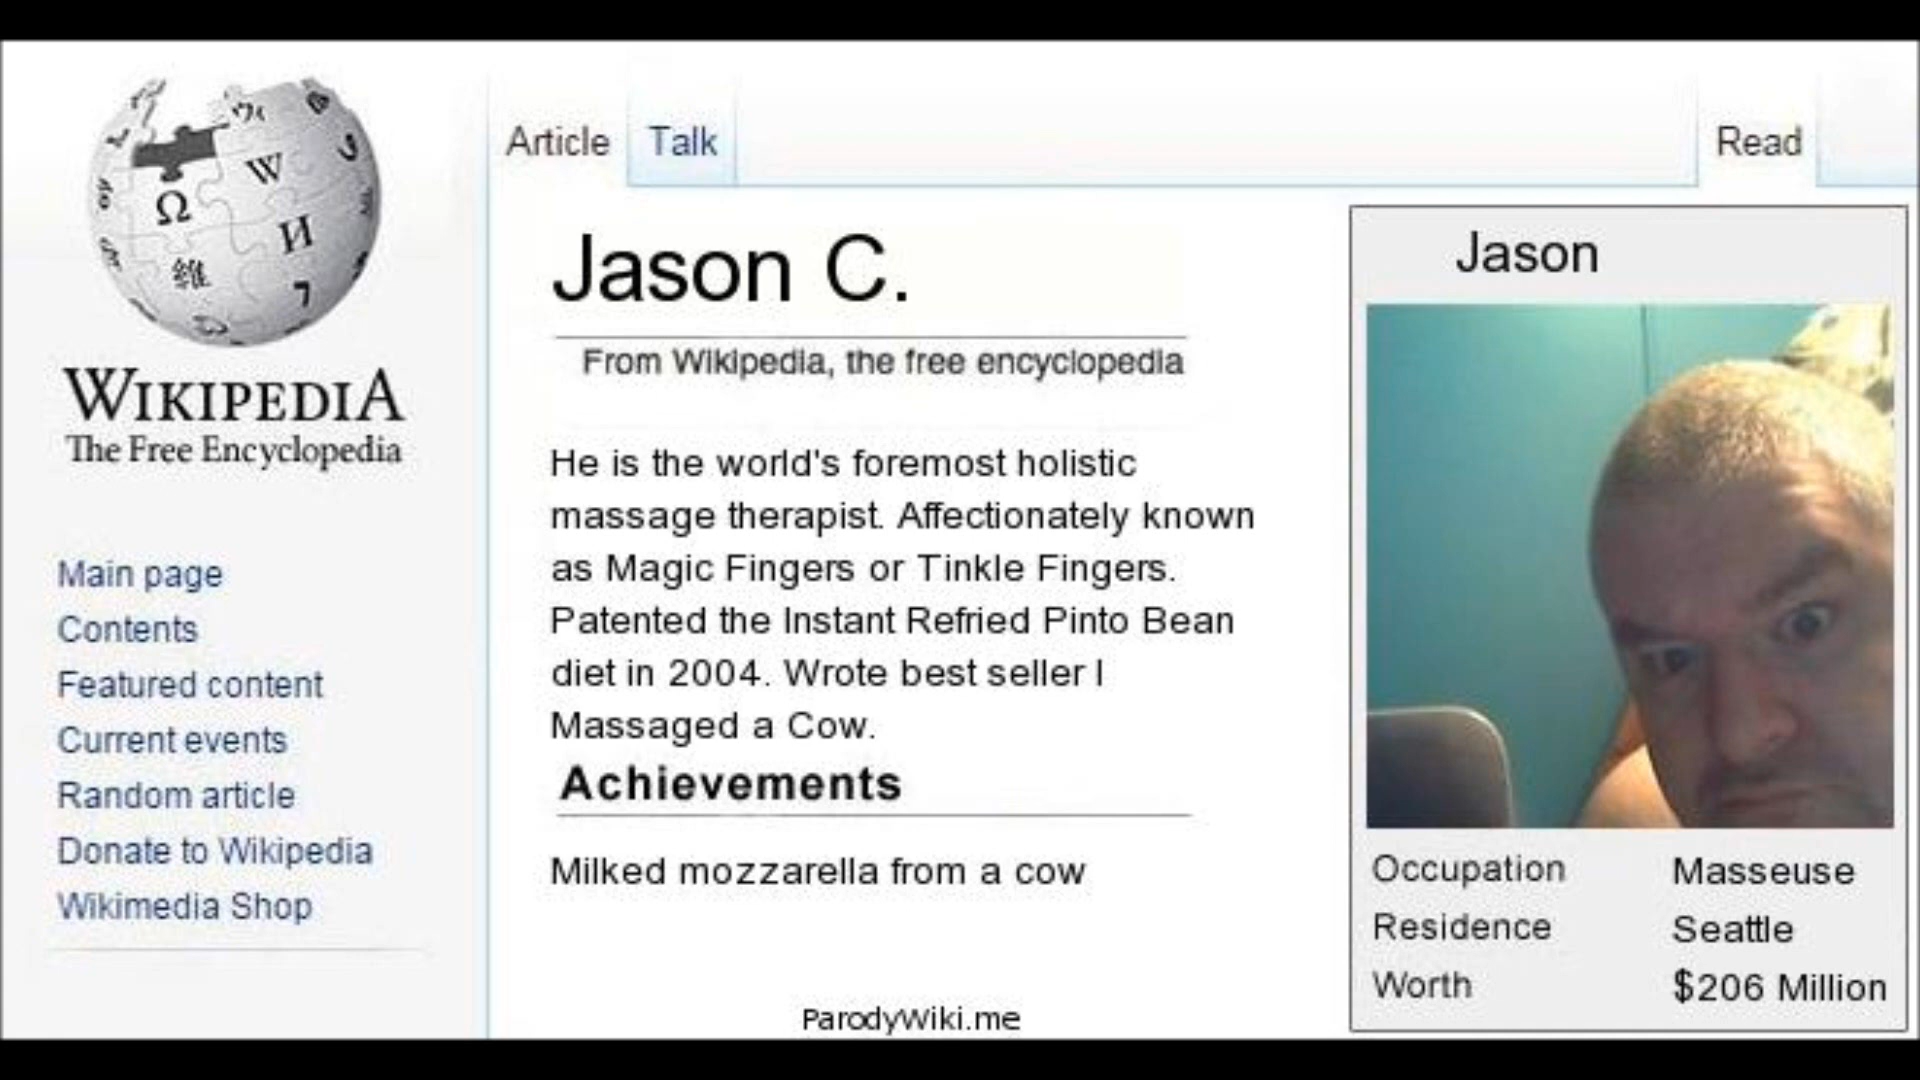 Ω
W
И
維
WIKIPEDIA
The Free Encyclopedia
Main page
Contents
Featured content
Current events
Random article
Donate to Wikipedia
Wikimedia Shop
Article
Talk
Read
Jason C.
From Wikipedia, the free encyclopedia
He is the world's foremost holistic
massage therapist. Affectionately known
as Magic Fingers or Tinkle Fingers.
Patented the Instant Refried Pinto Bean
diet in 2004. Wrote best seller I
Massaged a Cow.
Achievements
Milked mozzarella from a cow
ParodyWiki.me
Jason
Occupation Masseuse
Residence Seattle
Worth $206 Million